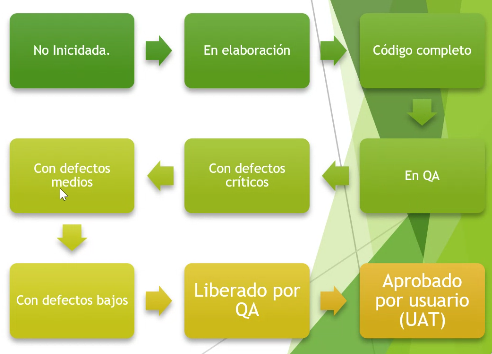 No Inicidada.
En elaboración
Código completo
En QA
Con defectos
críticos
Con defectos
medios
Con defectos bajos
Liberado por
QA
Aprobado
por usuario
(UAT)